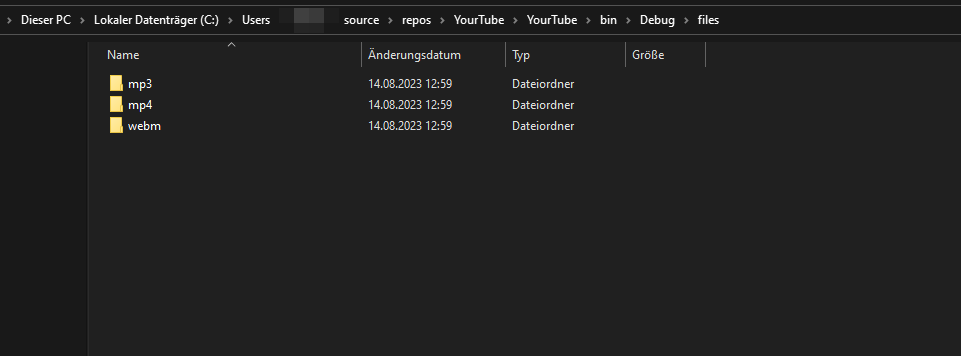 Dieser PC Lokaler Datenträger (C:) Users source repos YourTube YourTube bin Debug files
Name Änderungsdatum Typ Größe
mp3 14.08.2023 12:59 Dateiordner
mp4 14.08.2023 12:59 Dateiordner
webm 14.08.2023 12:59 Dateiordner